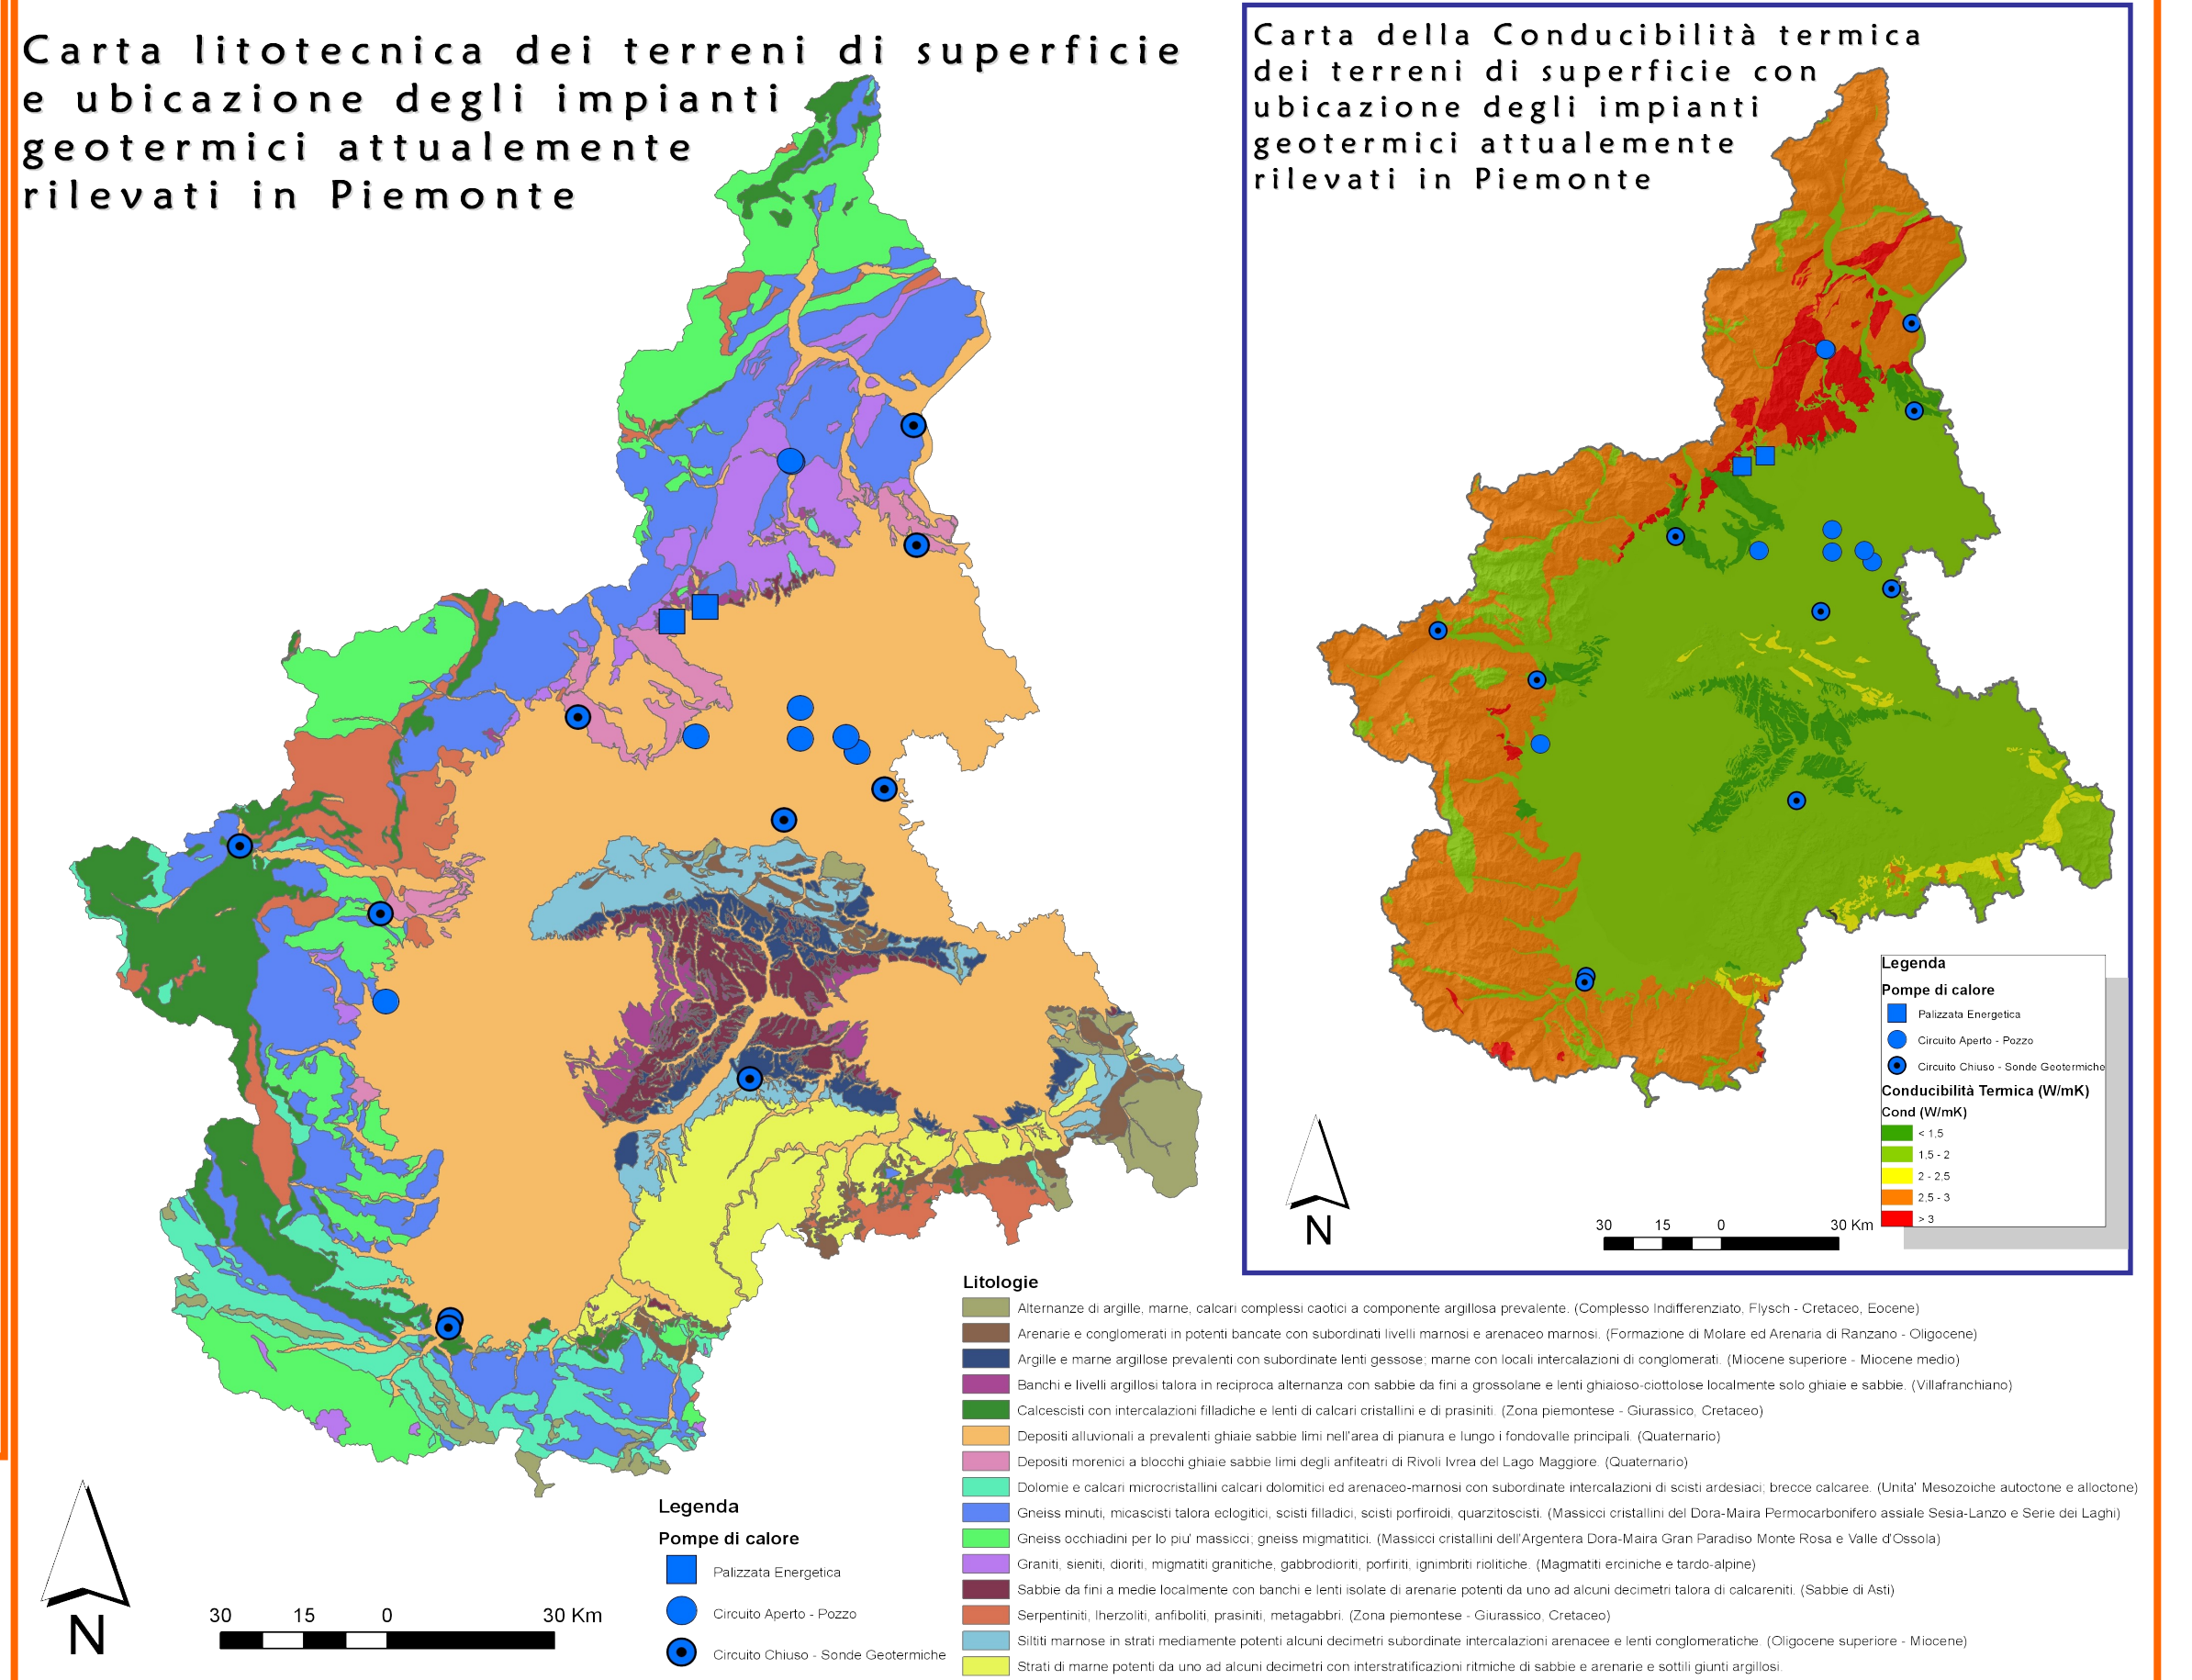 Carta litotecnica dei terreni di superficie
e ubicazione degli impianti
geotermici attualemente
rilevati in Piemonte
Carta della Conducibilità termica
dei terreni di superficie con
ubicazione degli impianti
geotermici attualemente
rilevati in Piemonte
Legenda
Pompe di calore
Palizzata Energetica
Circuito Aperto - Pozzo
Circuito Chiuso - Sonde Geotermiche
Conducibilità Termica (W/mK)
Cond (W/mK)
< 1,5
1,5 - 2
2 - 2,5
2,5 - 3
> 3
N
30 15 0 30 Km
Litologie
Alternanze di argille, marne, calcari complessi caotici a componente argillosa prevalente. (Complesso Indifferenziato, Flysch - Cretaceo, Eocene)
Arenarie e conglomerati in potenti bancate con subordinati livelli marnosi e arenaceo marnosi. (Formazione di Molare ed Arenaria di Ranzano - Oligocene)
Argille e marne argillose prevalenti con subordinate lenti gessose; marne con locali intercalazioni di conglomerati. (Miocene superiore - Miocene medio)
Banchi e livelli argillosi talora in reciproca alternanza con sabbie da fini a grossolane e lenti ghiaioso-ciottolose localmente solo ghiaie e sabbie. (Villafranchiano)
Calcescisti con intercalazioni filladiche e lenti di calcari cristallini e di prasiniti. (Zona piemontese - Giurassico, Cretaceo)
Depositi alluvionali a prevalenti ghiaie sabbie limi nell'area di pianura e lungo i fondovalle principali. (Quaternario)
Depositi morenici a blocchi ghiaie sabbie limi degli anfiteatri di Rivoli Ivrea del Lago Maggiore. (Quaternario)
Dolomie e calcari microcristallini calcari dolomitici ed arenaceo-marnosi con subordinate intercalazioni di scisti ardesiaci; brecce calcaree. (Unita' Mesozoiche autoctone e alloctone)
Gneiss minuti, micascisti talora eclogitici, scisti filladici, scisti porfiroidi, quarzitoscisti. (Massicci cristallini del Dora-Maira Permocarbonifero assiale Sesia-Lanzo e Serie dei Laghi)
Gneiss occhiadini per lo piu' massicci; gneiss migmatitici. (Massicci cristallini dell'Argentera Dora-Maira Gran Paradiso Monte Rosa e Valle d'Ossola)
Graniti, sieniti, dioriti, migmatiti granitiche, gabbrodioriti, porfiriti, ignimbriti riolitiche. (Magmatiti erciniche e tardo-alpine)
Sabbie da fini a medie localmente con banchi e lenti isolate di arenarie potenti da uno ad alcuni decimetri talora di calcareniti. (Sabbie di Asti)
Serpentiniti, lherzoliti, anfiboliti, prasiniti, metagabbri. (Zona piemontese - Giurassico, Cretaceo)
Siltiti marnose in strati mediamente potenti alcuni decimetri subordinate intercalazioni arenacee e lenti conglomeratiche. (Oligocene superiore - Miocene)
Strati di marne potenti da uno ad alcuni decimetri con interstratificazioni ritmiche di sabbie e arenarie e sottili giunti argillosi.
Legenda
Pompe di calore
Palizzata Energetica
Circuito Aperto - Pozzo
Circuito Chiuso - Sonde Geotermiche
N
30 15 0 30 Km